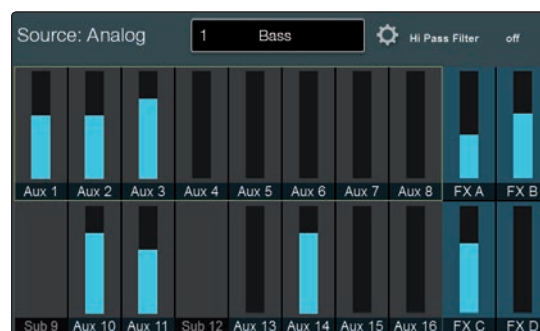 Source: Analog 1 Bass Hi Pass Filter off
Aux 1 Aux 2 Aux 3 Aux 4 Aux 5 Aux 6 Aux 7 Aux 8 FX A FX B
Sub 9 Aux 10 Aux 11 Sub 12 Aux 13 Aux 14 Aux 15 Aux 16 FX C FX D